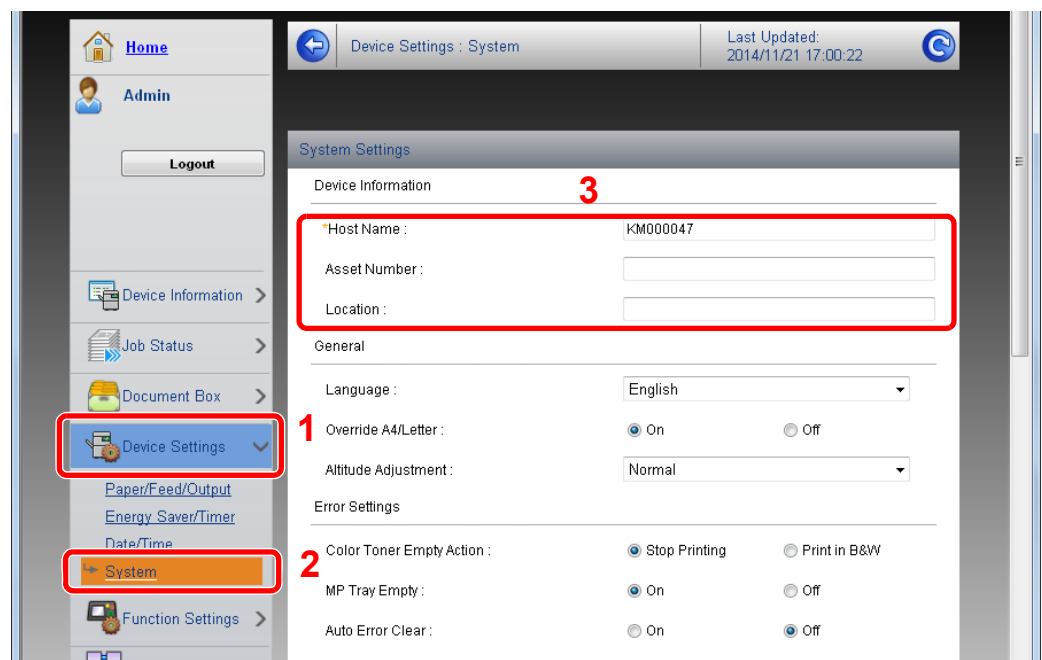 Home
Admin
Logout
Device Information
Job Status
Document Box
1
Device Settings
Paper/Feed/Output
Energy Saver/Timer
Date/Time
2
System
Function Settings
Device Settings : System
Last Updated:
2014/11/21 17:00:22
System Settings
Device Information
3
*Host Name : KM000047
Asset Number :
Location :
General
Language : English
Override A4/Letter : On Off
Altitude Adjustment : Normal
Error Settings
Color Toner Empty Action : Stop Printing Print in B&W
MP Tray Empty : On Off
Auto Error Clear : On Off